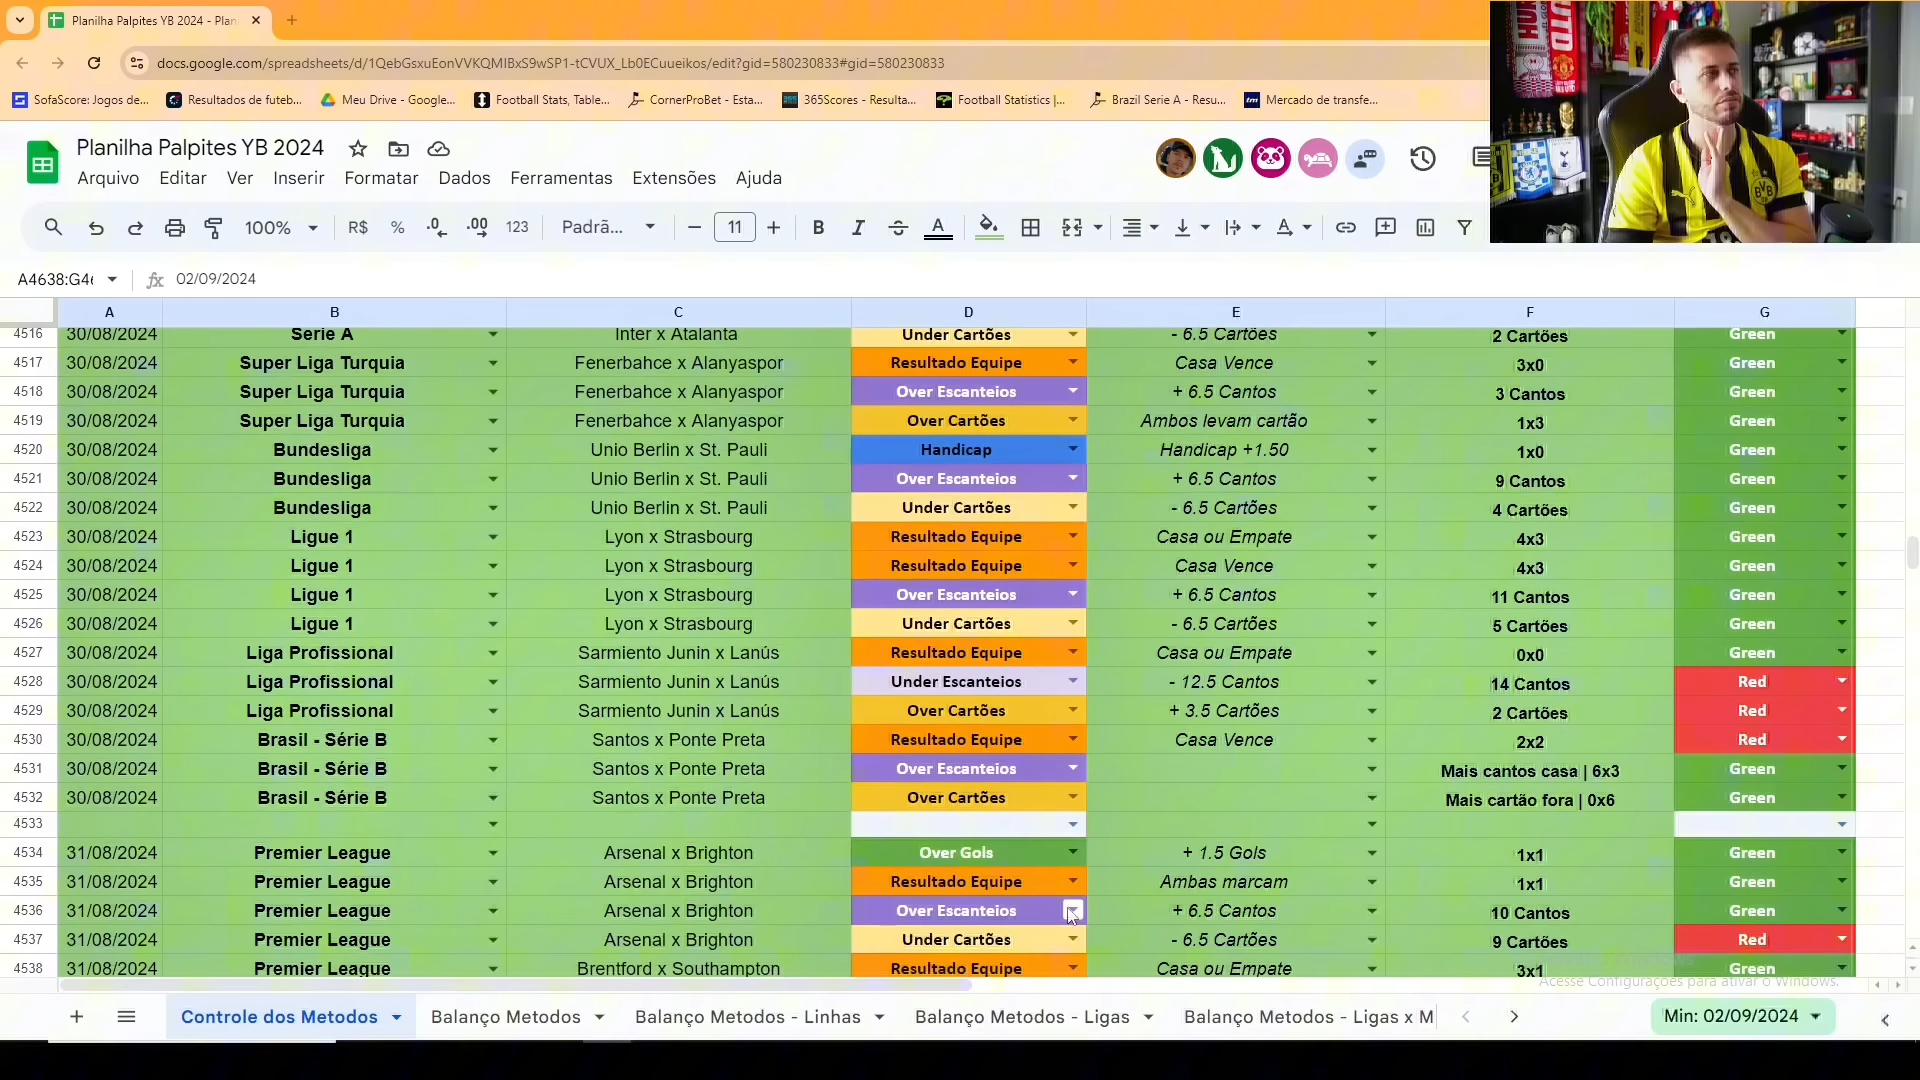 Planilha Palpites YB 2024 - Plan
docs.google.com/spreadsheets/d/1QebGsxuEonVVKQMIBxS9wSP1-tCVUX_Lb0ECuueikos/edit?gid=580230833#gid=580230833
SofaScore: Jogos de... Resultados de futeb... Meu Drive - Google... Football Stats, Table... CornerProBet - Esta... 365Scores - Resulta... Football Statistics |... Brazil Serie A - Resu... Mercado de transfe...
Planilha Palpites YB 2024
Arquivo Editar Ver Inserir Formatar Dados Ferramentas Extensões Ajuda
100% R$ % .0 .00 123 Padrã... 11 B I S A
A4638:G4 fx 02/09/2024
A B C D E F G
4516 30/08/2024 Serie A Inter x Atalanta Under Cartões - 6.5 Cartões 2 Cartões Green
4517 30/08/2024 Super Liga Turquia Fenerbahce x Alanyaspor Resultado Equipe Casa Vence 3x0 Green
4518 30/08/2024 Super Liga Turquia Fenerbahce x Alanyaspor Over Escanteios + 6.5 Cantos 3 Cantos Green
4519 30/08/2024 Super Liga Turquia Fenerbahce x Alanyaspor Over Cartões Ambos levam cartão 1x3 Green
4520 30/08/2024 Bundesliga Unio Berlin x St. Pauli Handicap Handicap +1.50 1x0 Green
4521 30/08/2024 Bundesliga Unio Berlin x St. Pauli Over Escanteios + 6.5 Cantos 9 Cantos Green
4522 30/08/2024 Bundesliga Unio Berlin x St. Pauli Under Cartões - 6.5 Cartões 4 Cartões Green
4523 30/08/2024 Ligue 1 Lyon x Strasbourg Resultado Equipe Casa ou Empate 4x3 Green
4524 30/08/2024 Ligue 1 Lyon x Strasbourg Resultado Equipe Casa Vence 4x3 Green
4525 30/08/2024 Ligue 1 Lyon x Strasbourg Over Escanteios + 6.5 Cantos 11 Cantos Green
4526 30/08/2024 Ligue 1 Lyon x Strasbourg Under Cartões - 6.5 Cartões 5 Cartões Green
4527 30/08/2024 Liga Profissional Sarmiento Junin x Lanús Resultado Equipe Casa ou Empate 0x0 Green
4528 30/08/2024 Liga Profissional Sarmiento Junin x Lanús Under Escanteios - 12.5 Cantos 14 Cantos Red
4529 30/08/2024 Liga Profissional Sarmiento Junin x Lanús Over Cartões + 3.5 Cartões 2 Cartões Red
4530 30/08/2024 Brasil - Série B Santos x Ponte Preta Resultado Equipe Casa Vence 2x2 Red
4531 30/08/2024 Brasil - Série B Santos x Ponte Preta Over Escanteios Mais cantos casa | 6x3 Green
4532 30/08/2024 Brasil - Série B Santos x Ponte Preta Over Cartões Mais cartão fora | 0x6 Green
4533
4534 31/08/2024 Premier League Arsenal x Brighton Over Gols + 1.5 Gols 1x1 Green
4535 31/08/2024 Premier League Arsenal x Brighton Resultado Equipe Ambas marcam 1x1 Green
4536 31/08/2024 Premier League Arsenal x Brighton Over Escanteios + 6.5 Cantos 10 Cantos Green
4537 31/08/2024 Premier League Arsenal x Brighton Under Cartões - 6.5 Cartões 9 Cartões Red
4538 31/08/2024 Premier League Brentford x Southampton Resultado Equipe Casa ou Empate 3x1 Green
Acesse Configurações para ativar o Windows.
Controle dos Metodos Balanço Metodos Balanço Metodos - Linhas Balanço Metodos - Ligas Balanço Metodos - Ligas x M Min: 02/09/2024